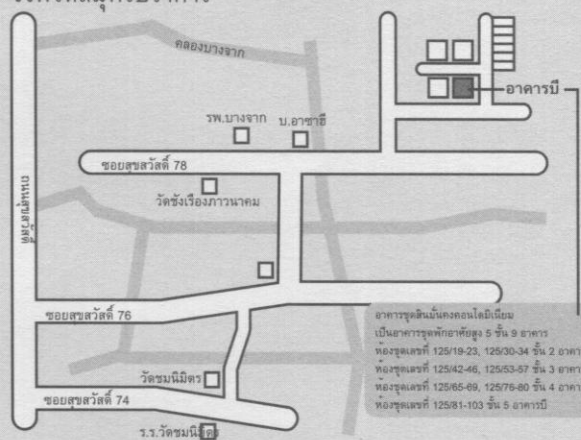 คลองบางจาก
อาคารบี
รพ.บางจาก
บ.อาซาฮี
ซอยสุขสวัสดิ์ 78
ถนนสุขสวัสดิ์
วัดชังเรืองภาวนาคม
ซอยสุขสวัสดิ์ 76
อาคารชุดสินมั่นคงคอนโดมิเนียม
เป็นอาคารชุดพักอาศัยสูง 5 ชั้น 9 อาคาร
ห้องชุดเลขที่ 125/19-23, 125/30-34 ชั้น 2 อาคา
ห้องชุดเลขที่ 125/42-46, 125/53-57 ชั้น 3 อาคา
ห้องชุดเลขที่ 125/65-69, 125/76-80 ชั้น 4 อาคา
ห้องชุดเลขที่ 125/81-103 ชั้น 5 อาคารบี
วัดชมนิมิตร
ซอยสุขสวัสดิ์ 74
ร.ร.วัดชมนิมิตร